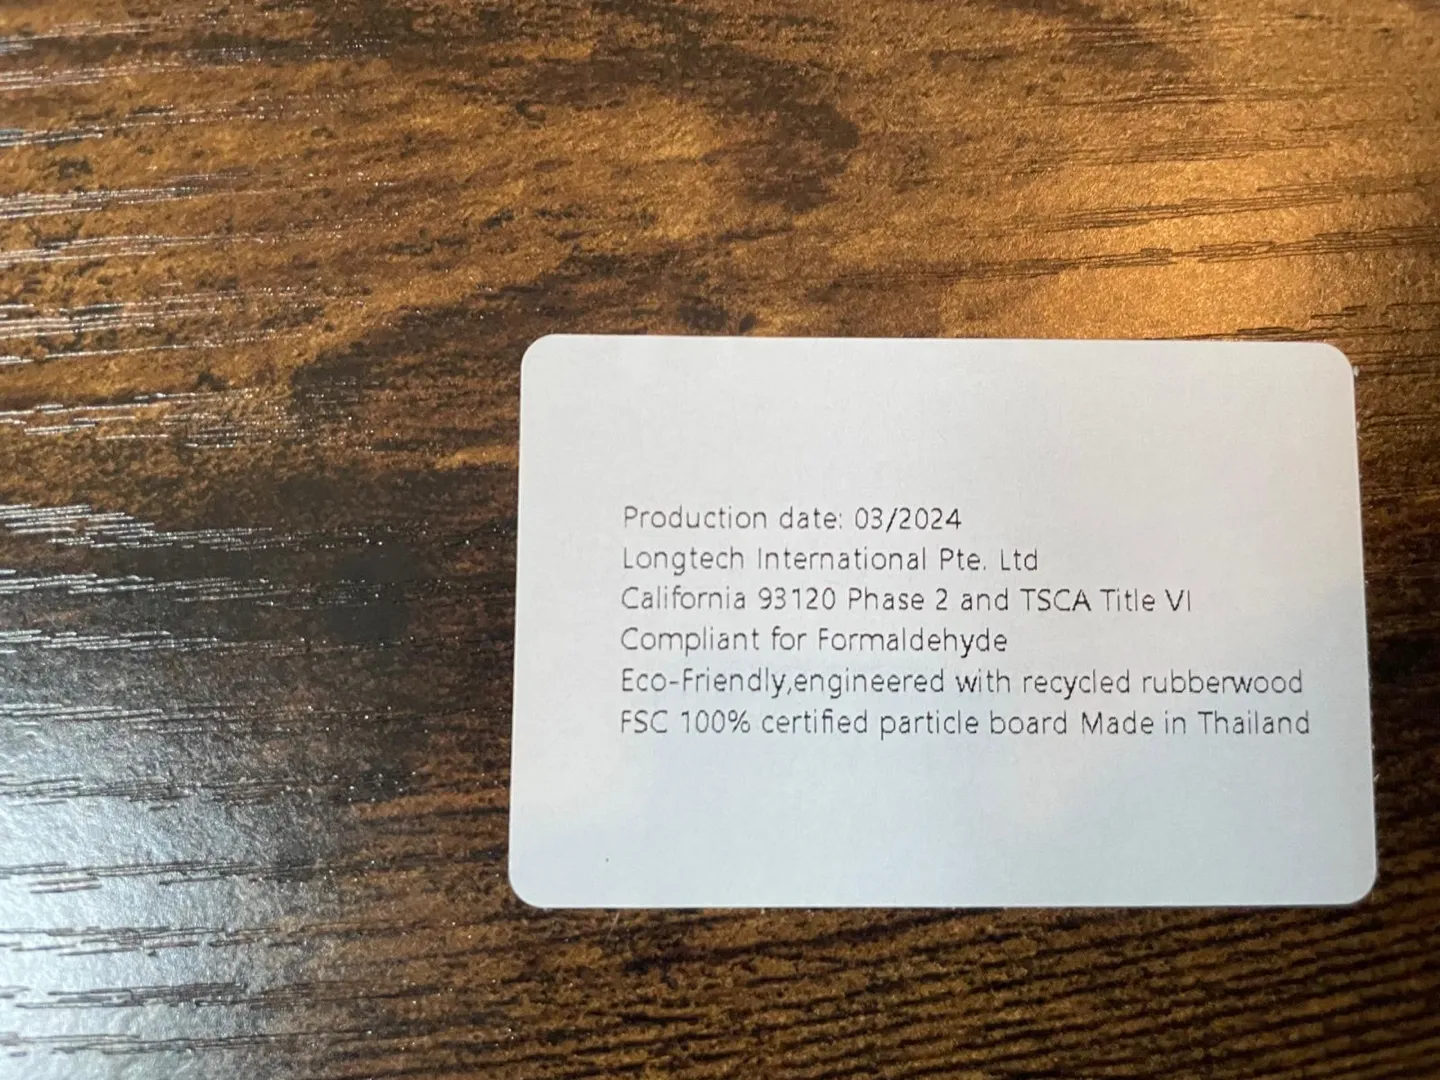 Production date: 03/2024
Longtech International Pte. Ltd
California 93120 Phase 2 and TSCA Title VI
Compliant for Formaldehyde
Eco-Friendly,engineered with recycled rubberwood
FSC 100% certified particle board Made in Thailand